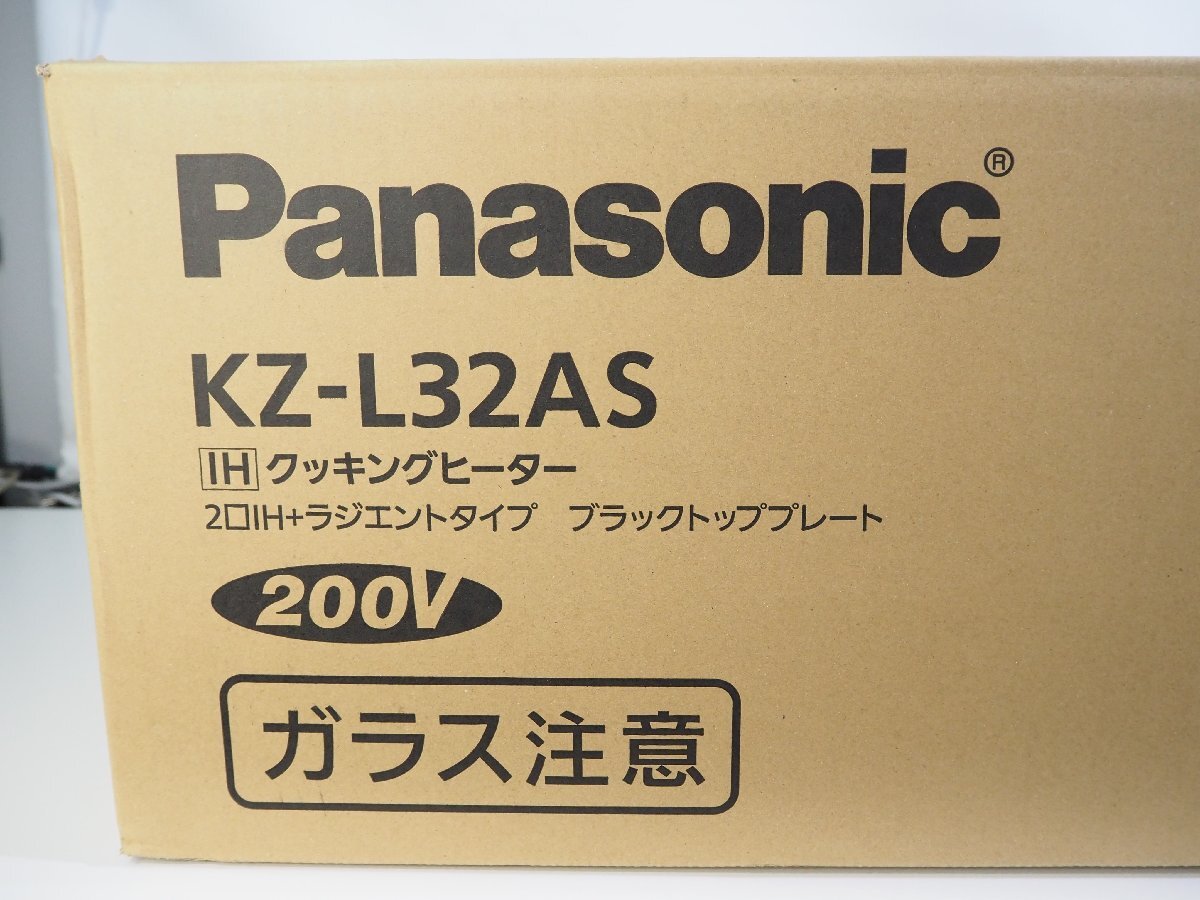 Panasonic®
KZ-L32AS
IH クッキングヒーター
2口IH+ラジエントタイプ ブラックトッププレート
200V
ガラス注意